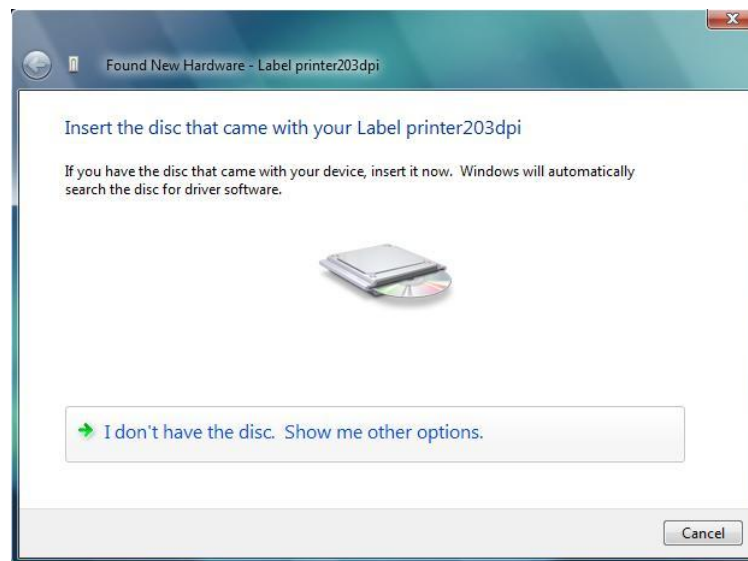 Found New Hardware - Label printer203dpi
Insert the disc that came with your Label printer203dpi
If you have the disc that came with your device, insert it now. Windows will automatically
search the disc for driver software.
I don't have the disc. Show me other options.
Cancel